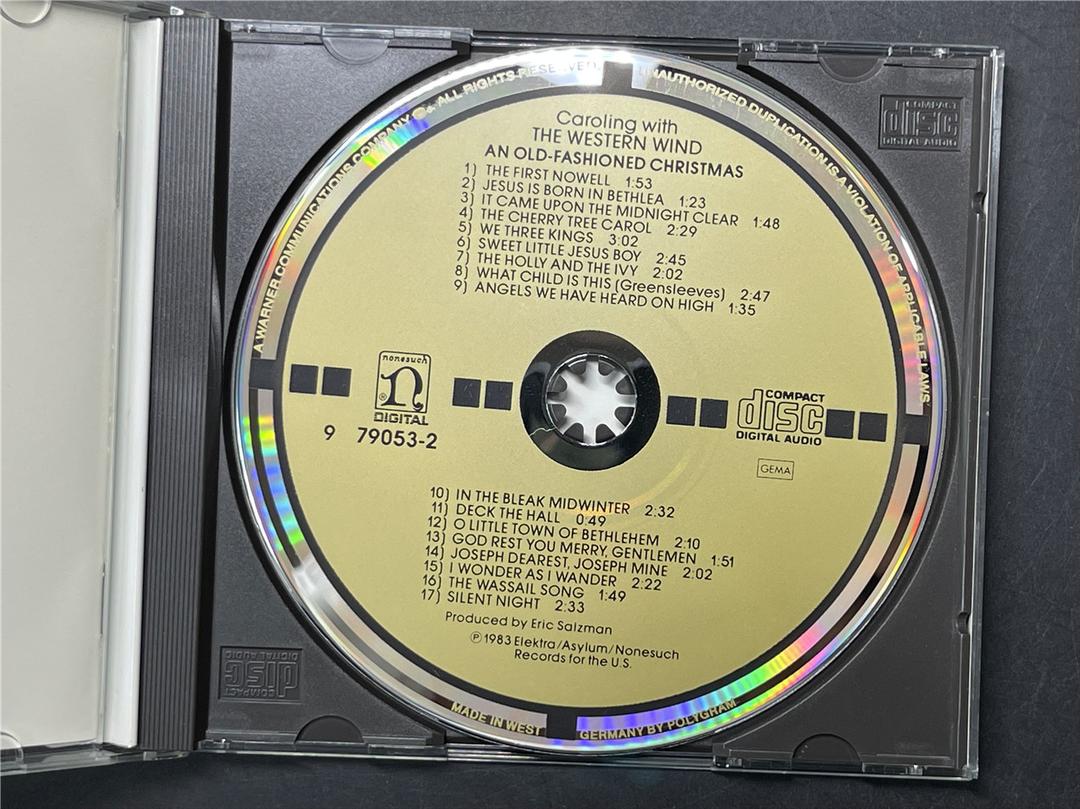 Caroling with
THE WESTERN WIND
AN OLD-FASHIONED CHRISTMAS
1) THE FIRST NOWELL 1:53
2) JESUS IS BORN IN BETHLEA 1:23
3) IT CAME UPON THE MIDNIGHT CLEAR 1:48
4) THE CHERRY TREE CAROL 2:29
5) WE THREE KINGS 3:02
6) SWEET LITTLE JESUS BOY 2:45
7) THE HOLLY AND THE IVY 2:02
8) WHAT CHILD IS THIS (Greensleeves) 2:47
9) ANGELS WE HAVE HEARD ON HIGH 1:35
nonesuch
n
®
DIGITAL
9 79053-2
COMPACT
disc
DIGITAL AUDIO
GEMA
10) IN THE BLEAK MIDWINTER 2:32
11) DECK THE HALL 0:49
12) O LITTLE TOWN OF BETHLEHEM 2:10
13) GOD REST YOU MERRY, GENTLEMEN 1:51
14) JOSEPH DEAREST, JOSEPH MINE 2:02
15) I WONDER AS I WANDER 2:22
16) THE WASSAIL SONG 1:49
17) SILENT NIGHT 2:33
Produced by Eric Salzman
℗ 1983 Elektra/Asylum/Nonesuch
Records for the U.S.
A WARNER COMMUNICATIONS COMPANY ALL RIGHTS RESERVED.
UNAUTHORIZED DUPLICATION IS A VIOLATION OF APPLICABLE LAWS
MADE IN WEST GERMANY BY POLYGRAM
COMPACT
disc
DIGITAL AUDIO
COMPACT
disc
DIGITAL AUDIO